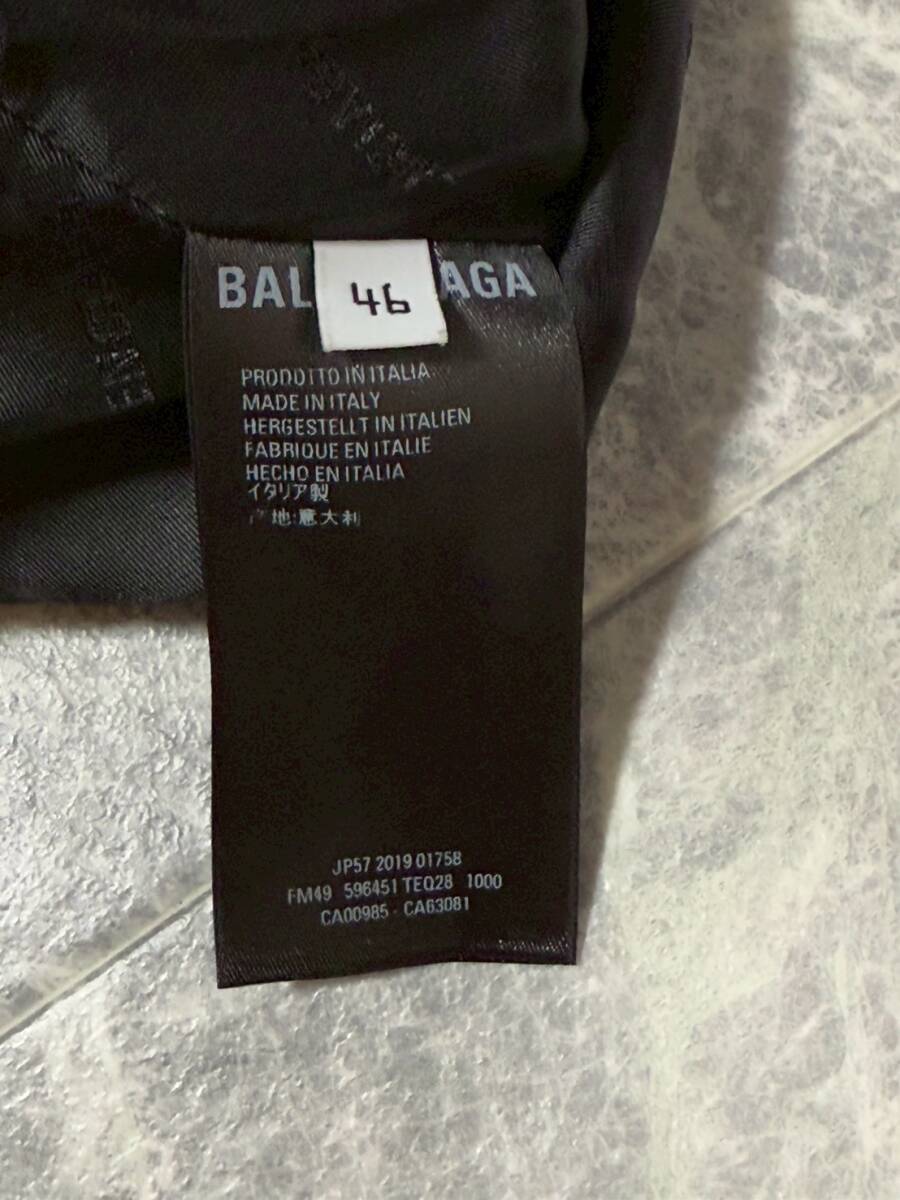 BAL 46 AGA
PRODOTTO IN ITALIA
MADE IN ITALY
HERGESTELLT IN ITALIEN
FABRIQUE EN ITALIE
HECHO EN ITALIA
イタリア製
产地:意大利
JP57 2019 01758
FM49 596451 TEQ28 1000
CA00985 - CA63081